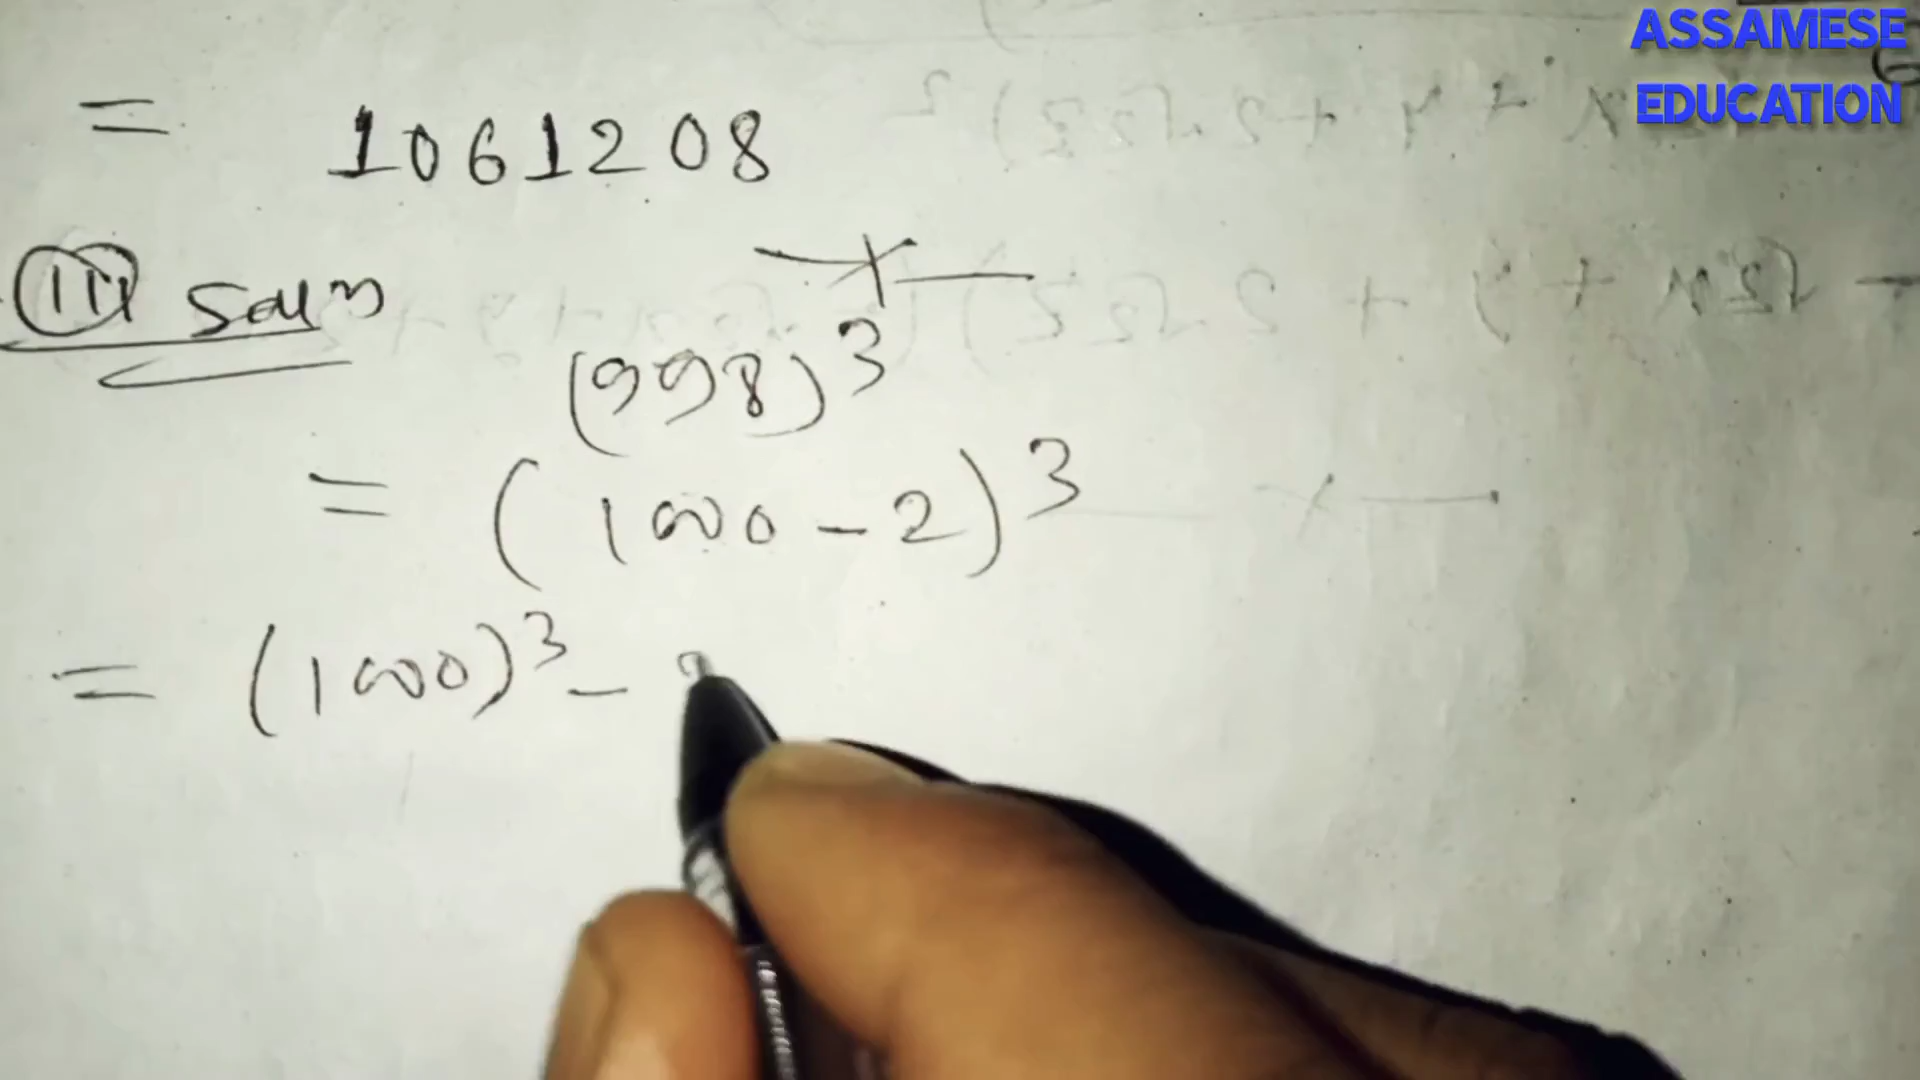 ASSAMESE
EDUCATION
= 1061208
(iii) Soln
(998)³
= (1000-2)³
= (1000)³ -